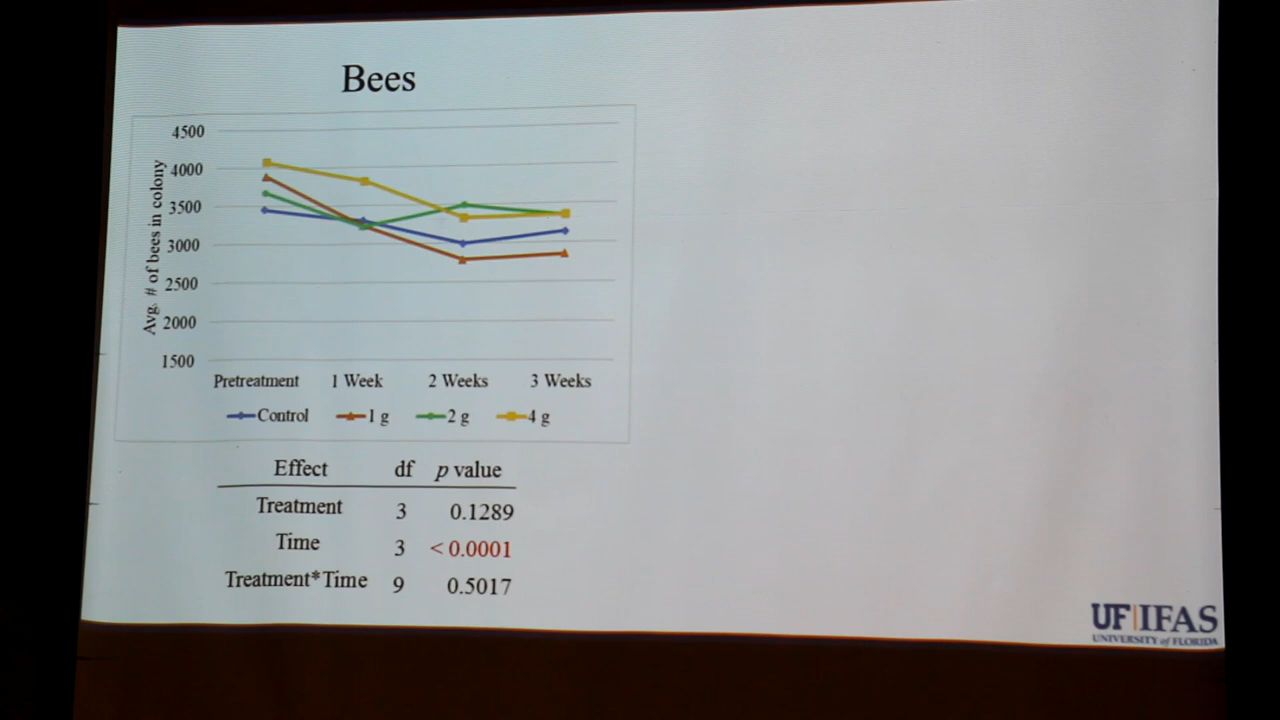 Bees
4500
4000
3500
3000
2500
2000
1500
Avg. # of bees in colony
Pretreatment 1 Week 2 Weeks 3 Weeks
Control 1 g 2 g 4 g
Effect df p value
Treatment 3 0.1289
Time 3 < 0.0001
Treatment*Time 9 0.5017
UF|IFAS
UNIVERSITY of FLORIDA